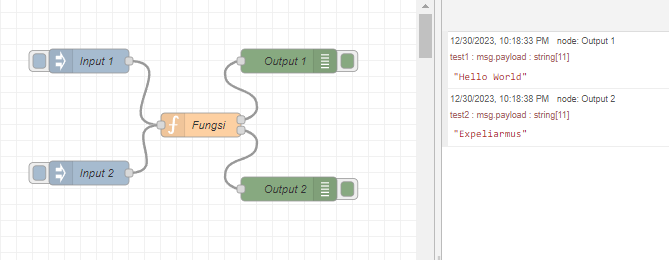 Input 1
Output 1
Fungsi
Input 2
Output 2
12/30/2023, 10:18:33 PM node: Output 1
test1 : msg.payload : string[11]
"Hello World"
12/30/2023, 10:18:38 PM node: Output 2
test2 : msg.payload : string[11]
"Expeliarmus"